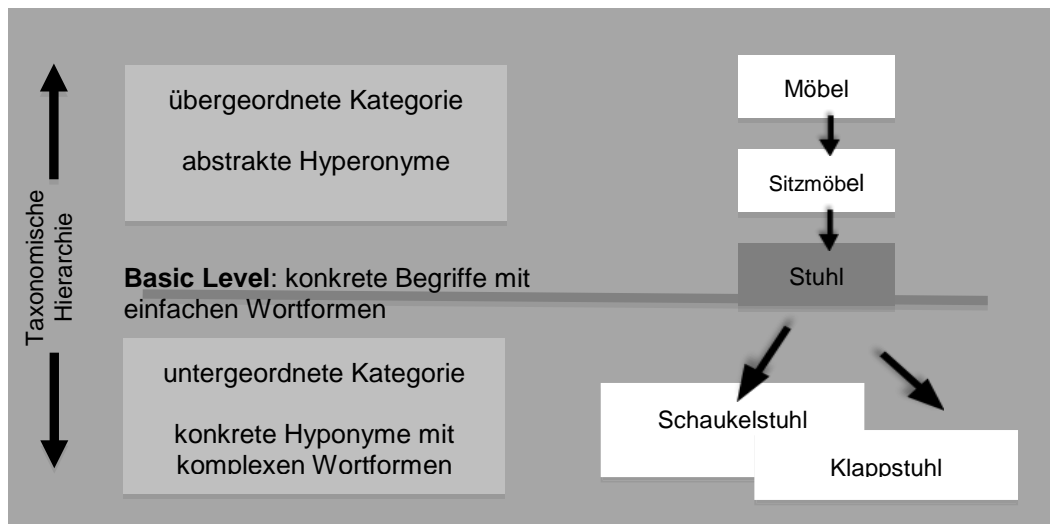 Taxonomische
Hierarchie
übergeordnete Kategorie
abstrakte Hyperonyme
Basic Level: konkrete Begriffe mit
einfachen Wortformen
untergeordnete Kategorie
konkrete Hyponyme mit
komplexen Wortformen
Möbel
Sitzmöbel
Stuhl
Schaukelstuhl
Klappstuhl